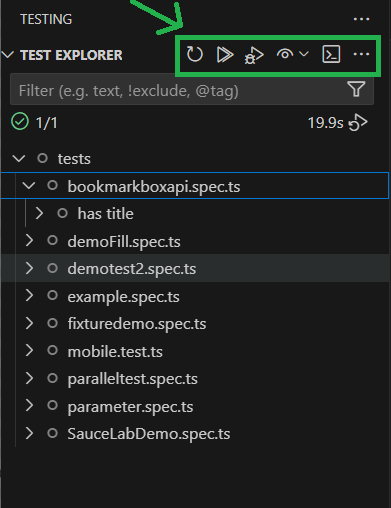 TESTING
TEST EXPLORER
Filter (e.g. text, !exclude, @tag)
1/1 19.9s
tests
bookmarkboxapi.spec.ts
has title
demoFill.spec.ts
demotest2.spec.ts
example.spec.ts
fixturedemo.spec.ts
mobile.test.ts
paralleltest.spec.ts
parameter.spec.ts
SauceLabDemo.spec.ts